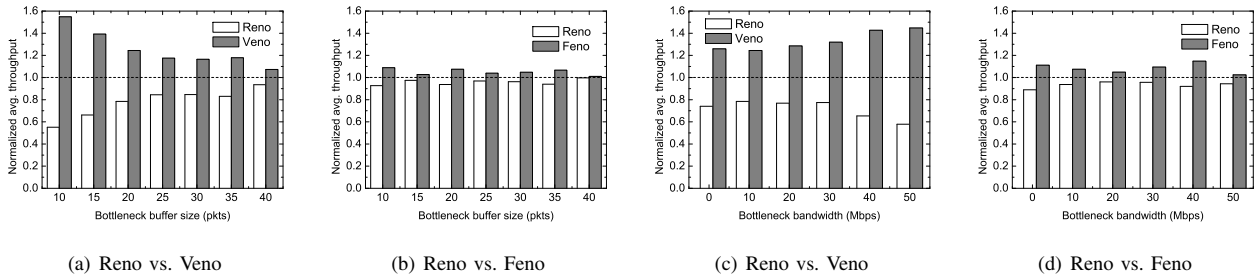 1.6
1.4
1.2
1.0
0.8
0.6
0.4
0.2
0.0
Normalized avg. throughput
Reno
Veno
10 15 20 25 30 35 40
Bottleneck buffer size (pkts)
(a) Reno vs. Veno
1.6
1.4
1.2
1.0
0.8
0.6
0.4
0.2
0.0
Normalized avg. throughput
Reno
Feno
10 15 20 25 30 35 40
Bottleneck buffer size (pkts)
(b) Reno vs. Feno
1.6
1.4
1.2
1.0
0.8
0.6
0.4
0.2
0.0
Normalized avg. throughput
Reno
Veno
0 10 20 30 40 50
Bottleneck bandwidth (Mbps)
(c) Reno vs. Veno
1.6
1.4
1.2
1.0
0.8
0.6
0.4
0.2
0.0
Normalized avg. throughput
Reno
Feno
0 10 20 30 40 50
Bottleneck bandwidth (Mbps)
(d) Reno vs. Feno